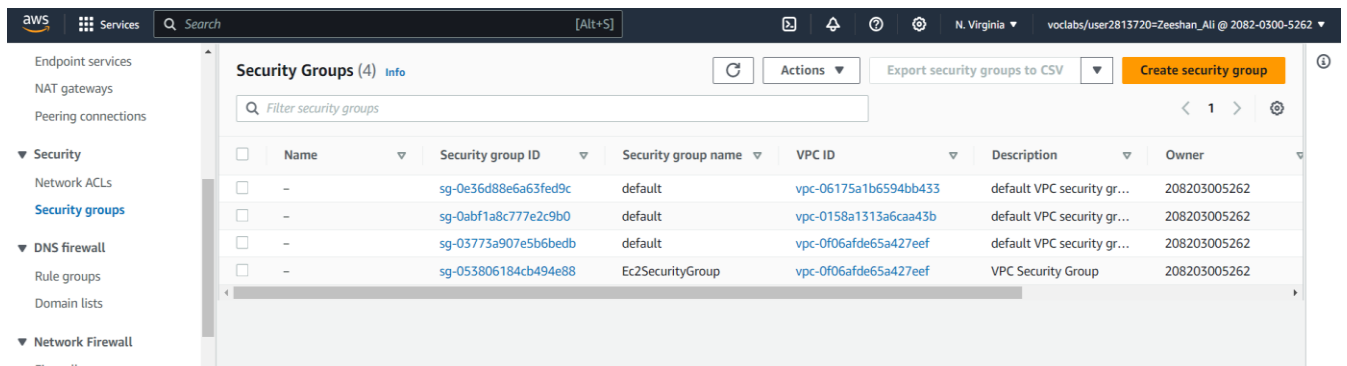 aws Services Search [Alt+S] N. Virginia ▼ voclabs/user2813720=Zeeshan_Ali @ 2082-0300-5262 ▼
Endpoint services
NAT gateways
Peering connections
▼ Security
Network ACLs
Security groups
▼ DNS firewall
Rule groups
Domain lists
▼ Network Firewall
Security Groups (4) Info Actions ▼ Export security groups to CSV ▼ Create security group
Filter security groups 1
Name Security group ID Security group name VPC ID Description Owner
– sg-0e36d88e6a63fed9c default vpc-06175a1b6594bb433 default VPC security gr... 208203005262
– sg-0abf1a8c777e2c9b0 default vpc-0158a1313a6caa43b default VPC security gr... 208203005262
– sg-03773a907e5b6bedb default vpc-0f06afde65a427eef default VPC security gr... 208203005262
– sg-053806184cb494e88 Ec2SecurityGroup vpc-0f06afde65a427eef VPC Security Group 208203005262